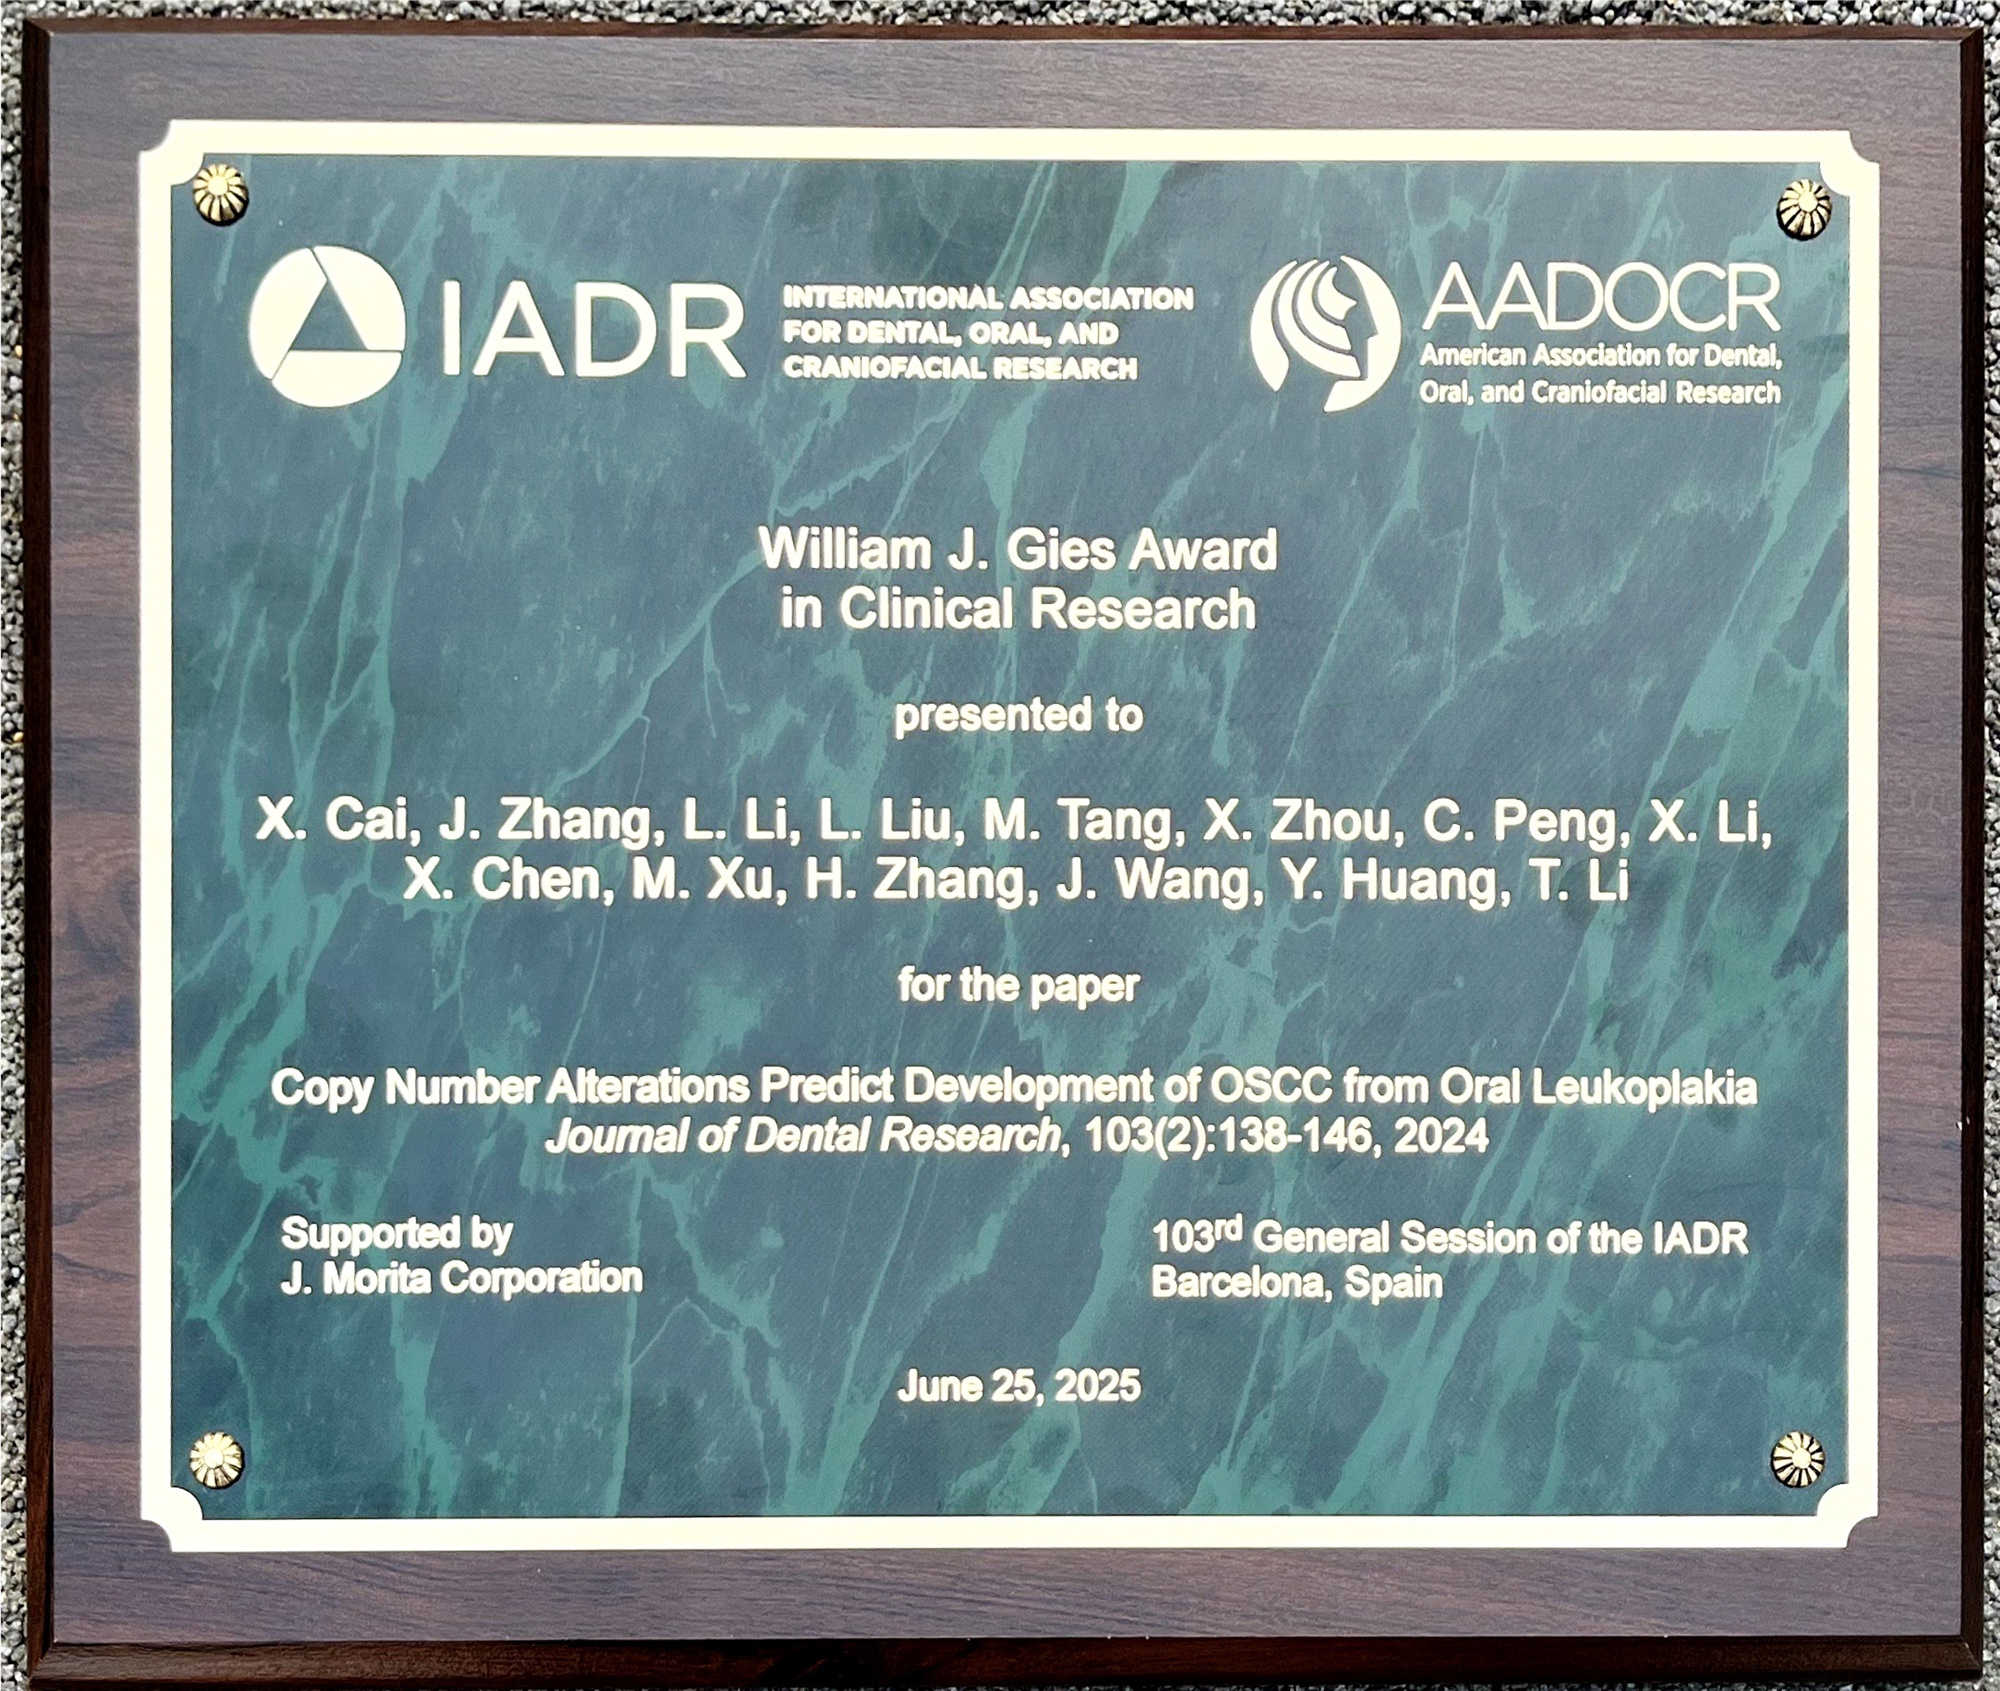 IADR
INTERNATIONAL ASSOCIATION
FOR DENTAL, ORAL, AND
CRANIOFACIAL RESEARCH
AADOCR
American Association for Dental,
Oral, and Craniofacial Research
William J. Gies Award
in Clinical Research
presented to
X. Cai, J. Zhang, L. Li, L. Liu, M. Tang, X. Zhou, C. Peng, X. Li,
X. Chen, M. Xu, H. Zhang, J. Wang, Y. Huang, T. Li
for the paper
Copy Number Alterations Predict Development of OSCC from Oral Leukoplakia
Journal of Dental Research, 103(2):138-146, 2024
Supported by
J. Morita Corporation
103rd General Session of the IADR
Barcelona, Spain
June 25, 2025